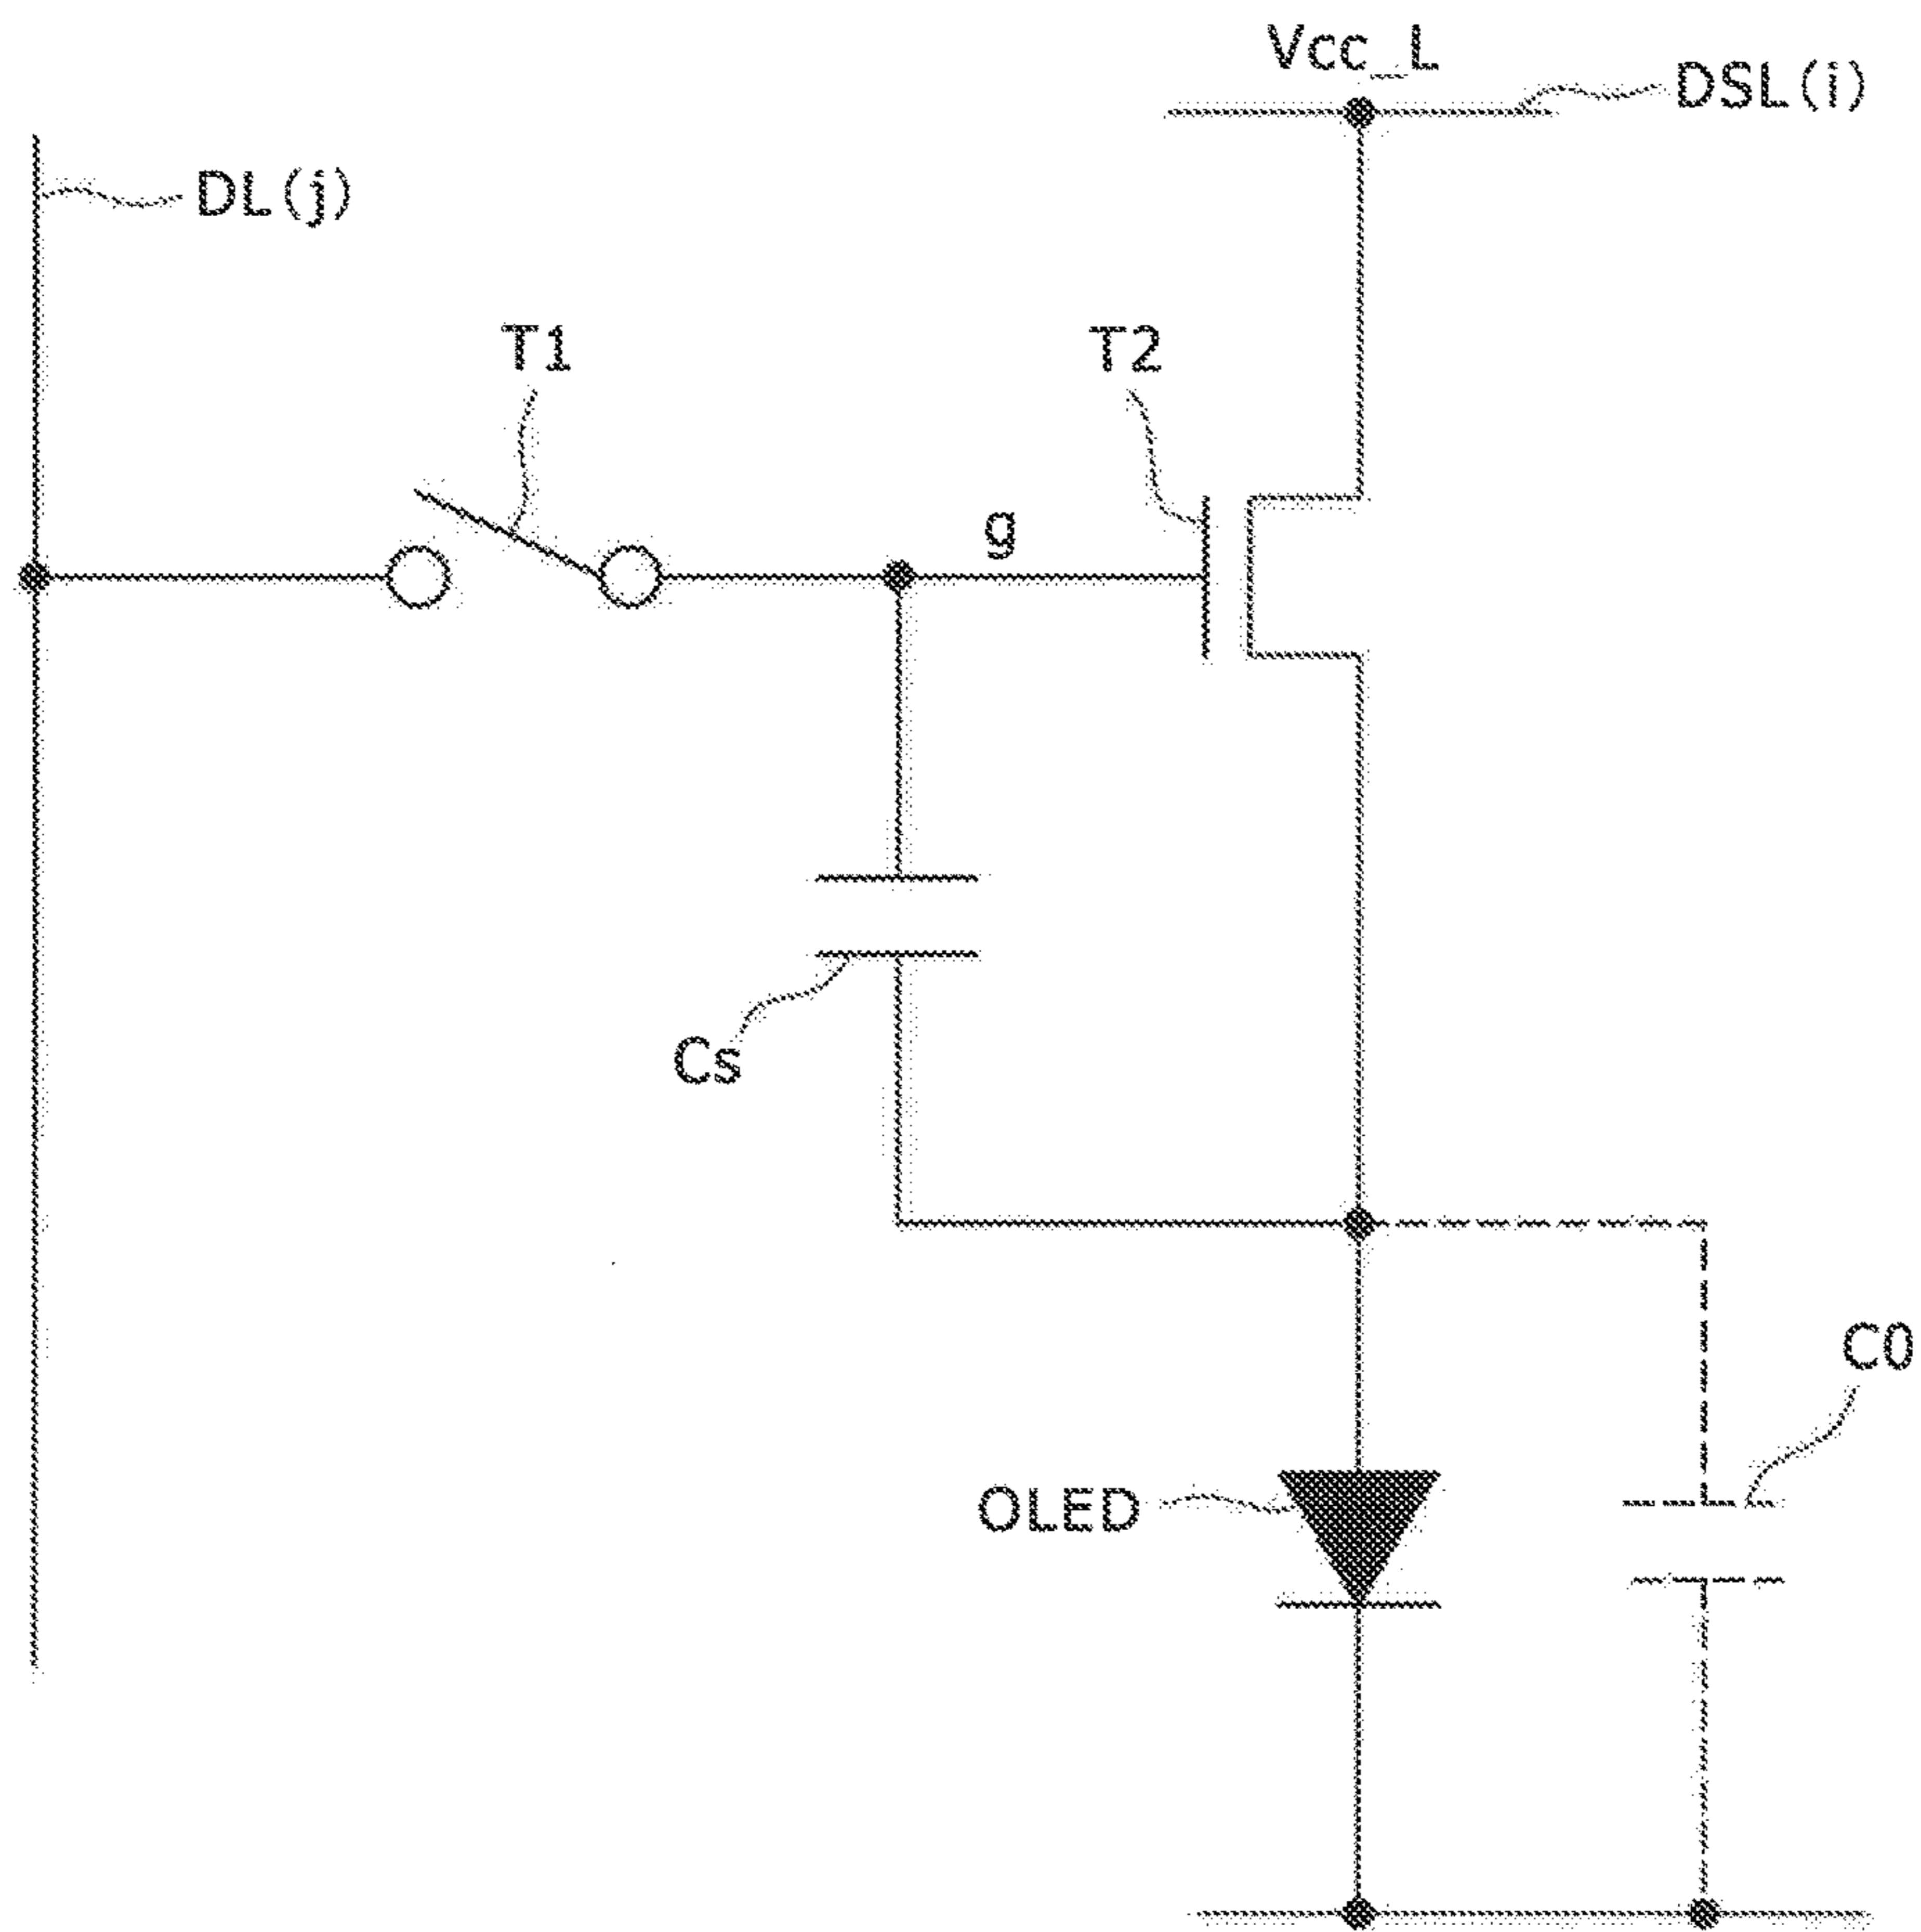 Vcc_L
DSL(i)
DL(j)
T1
T2
g
Cs
C0
OLED